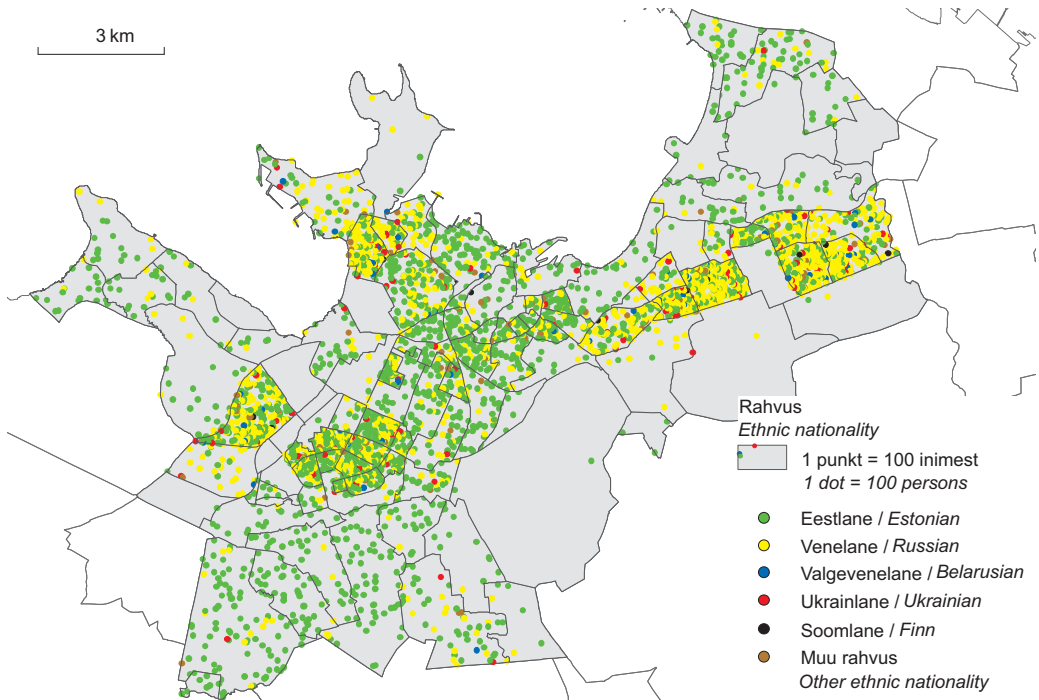 3 km
Rahvus
Ethnic nationality
1 punkt = 100 inimest
1 dot = 100 persons
Eestlane / Estonian
Venelane / Russian
Valgevenelane / Belarusian
Ukrainlane / Ukrainian
Soomlane / Finn
Muu rahvus
Other ethnic nationality